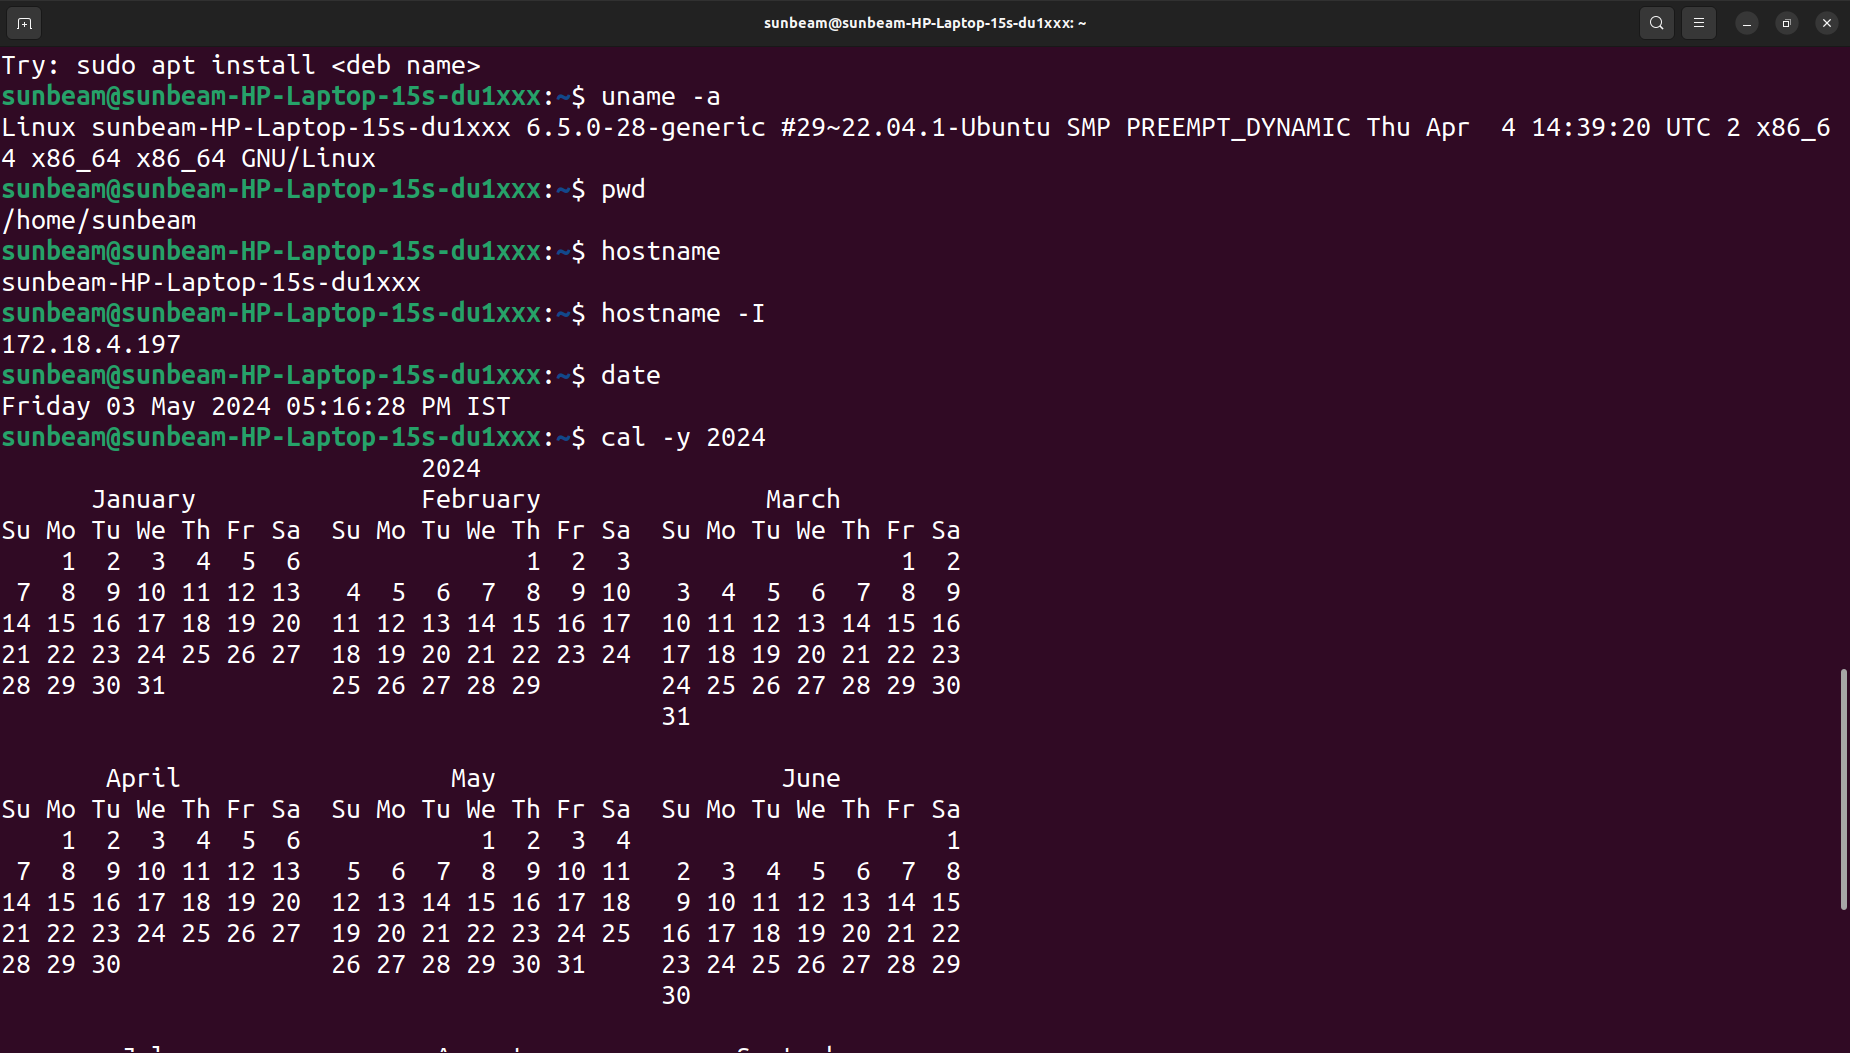 sunbeam@sunbeam-HP-Laptop-15s-du1xxx: ~
Try: sudo apt install <deb name>
sunbeam@sunbeam-HP-Laptop-15s-du1xxx:~$ uname -a
Linux sunbeam-HP-Laptop-15s-du1xxx 6.5.0-28-generic #29~22.04.1-Ubuntu SMP PREEMPT_DYNAMIC Thu Apr  4 14:39:20 UTC 2 x86_6
4 x86_64 x86_64 GNU/Linux
sunbeam@sunbeam-HP-Laptop-15s-du1xxx:~$ pwd
/home/sunbeam
sunbeam@sunbeam-HP-Laptop-15s-du1xxx:~$ hostname
sunbeam-HP-Laptop-15s-du1xxx
sunbeam@sunbeam-HP-Laptop-15s-du1xxx:~$ hostname -I
172.18.4.197
sunbeam@sunbeam-HP-Laptop-15s-du1xxx:~$ date
Friday 03 May 2024 05:16:28 PM IST
sunbeam@sunbeam-HP-Laptop-15s-du1xxx:~$ cal -y 2024
                            2024
      January               February               March
Su Mo Tu We Th Fr Sa  Su Mo Tu We Th Fr Sa  Su Mo Tu We Th Fr Sa
    1  2  3  4  5  6               1  2  3                  1  2
 7  8  9 10 11 12 13   4  5  6  7  8  9 10   3  4  5  6  7  8  9
14 15 16 17 18 19 20  11 12 13 14 15 16 17  10 11 12 13 14 15 16
21 22 23 24 25 26 27  18 19 20 21 22 23 24  17 18 19 20 21 22 23
28 29 30 31           25 26 27 28 29        24 25 26 27 28 29 30
                                            31
       April                  May                   June
Su Mo Tu We Th Fr Sa  Su Mo Tu We Th Fr Sa  Su Mo Tu We Th Fr Sa
    1  2  3  4  5  6            1  2  3  4                     1
 7  8  9 10 11 12 13   5  6  7  8  9 10 11   2  3  4  5  6  7  8
14 15 16 17 18 19 20  12 13 14 15 16 17 18   9 10 11 12 13 14 15
21 22 23 24 25 26 27  19 20 21 22 23 24 25  16 17 18 19 20 21 22
28 29 30              26 27 28 29 30 31     23 24 25 26 27 28 29
                                            30